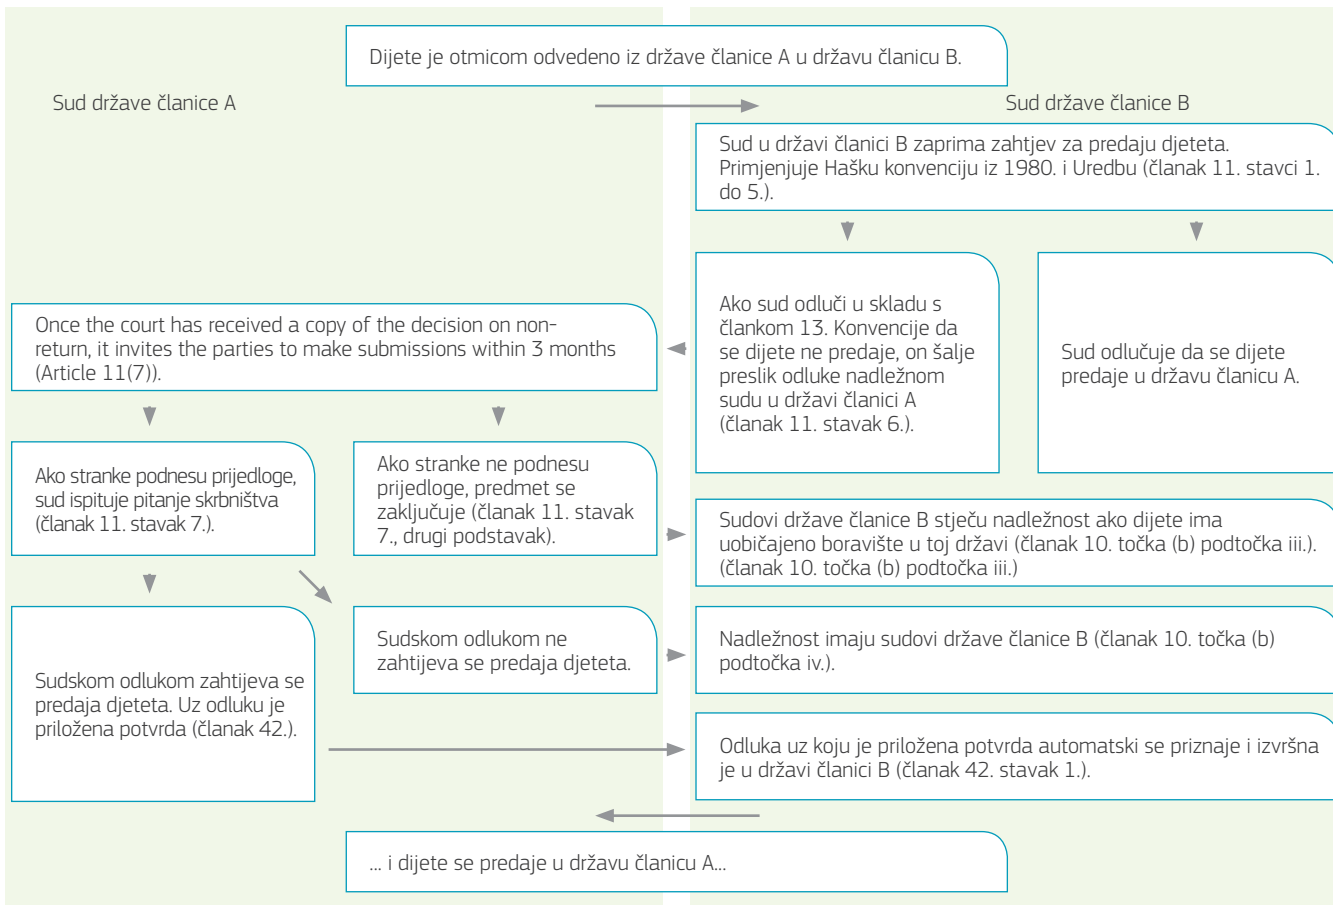 Dijete je otmicom odvedeno iz države članice A u državu članicu B.
Sud države članice A
Sud države članice B
Sud u državi članici B zaprima zahtjev za predaju djeteta.
Primjenjuje Hašku konvenciju iz 1980. i Uredbu (članak 11. stavci 1.
do 5.).
Ako sud odluči u skladu s
člankom 13. Konvencije da
se dijete ne predaje, on šalje
preslik odluke nadležnom
sudu u državi članici A
(članak 11. stavak 6.).
Sud odlučuje da se dijete
predaje u državu članicu A.
Once the court has received a copy of the decision on non-
return, it invites the parties to make submissions within 3 months
(Article 11(7)).
Ako stranke podnesu prijedloge,
sud ispituje pitanje skrbništva
(članak 11. stavak 7.).
Ako stranke ne podnesu
prijedloge, predmet se
zaključuje (članak 11. stavak
7., drugi podstavak).
Sudovi države članice B stječu nadležnost ako dijete ima
uobičajeno boravište u toj državi (članak 10. točka (b) podtočka iii.).
(članak 10. točka (b) podtočka iii.)
Sudskom odlukom zahtijeva se
predaja djeteta. Uz odluku je
priložena potvrda (članak 42.).
Sudskom odlukom ne
zahtijeva se predaja djeteta.
Nadležnost imaju sudovi države članice B (članak 10. točka (b)
podtočka iv.).
Odluka uz koju je priložena potvrda automatski se priznaje i izvršna
je u državi članici B (članak 42. stavak 1.).
... i dijete se predaje u državu članicu A...